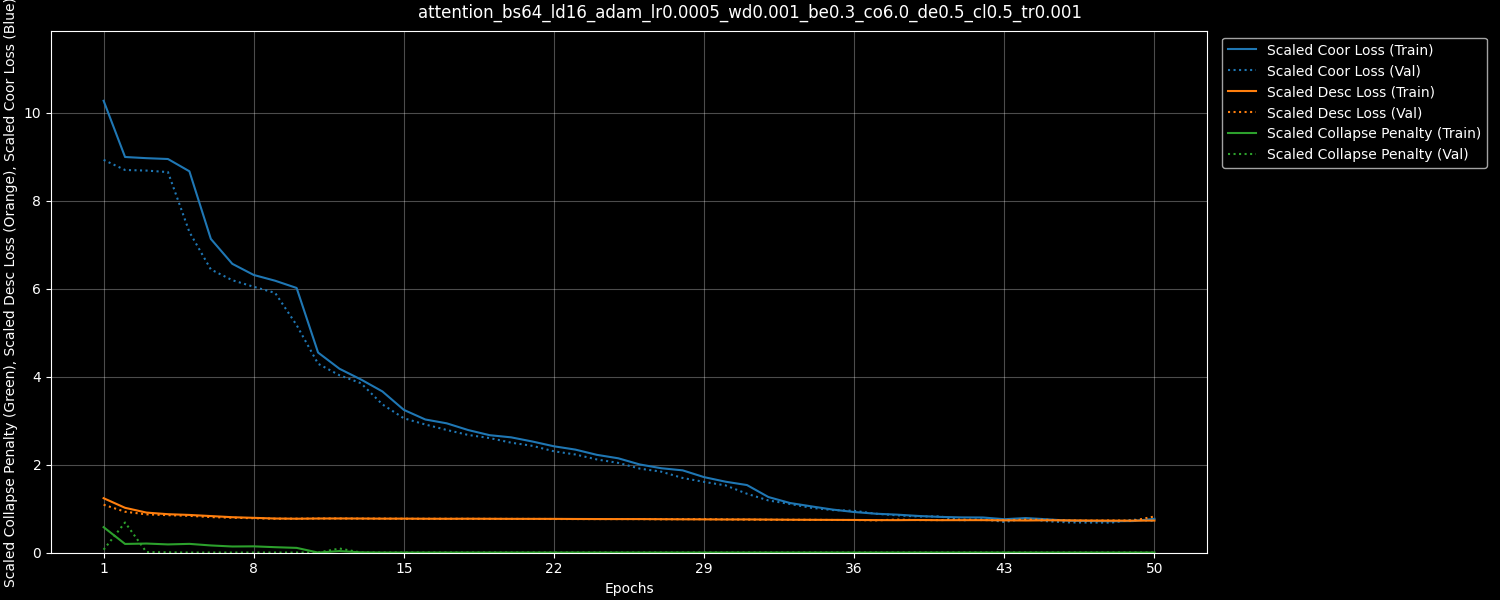 attention_bs64_ld16_adam_lr0.0005_wd0.001_be0.3_co6.0_de0.5_cl0.5_tr0.001
Scaled Collapse Penalty (Green), Scaled Desc Loss (Orange), Scaled Coor Loss (Blue)
10
8
6
4
2
0
1 8 15 22 29 36 43 50
Epochs
Scaled Coor Loss (Train)
Scaled Coor Loss (Val)
Scaled Desc Loss (Train)
Scaled Desc Loss (Val)
Scaled Collapse Penalty (Train)
Scaled Collapse Penalty (Val)